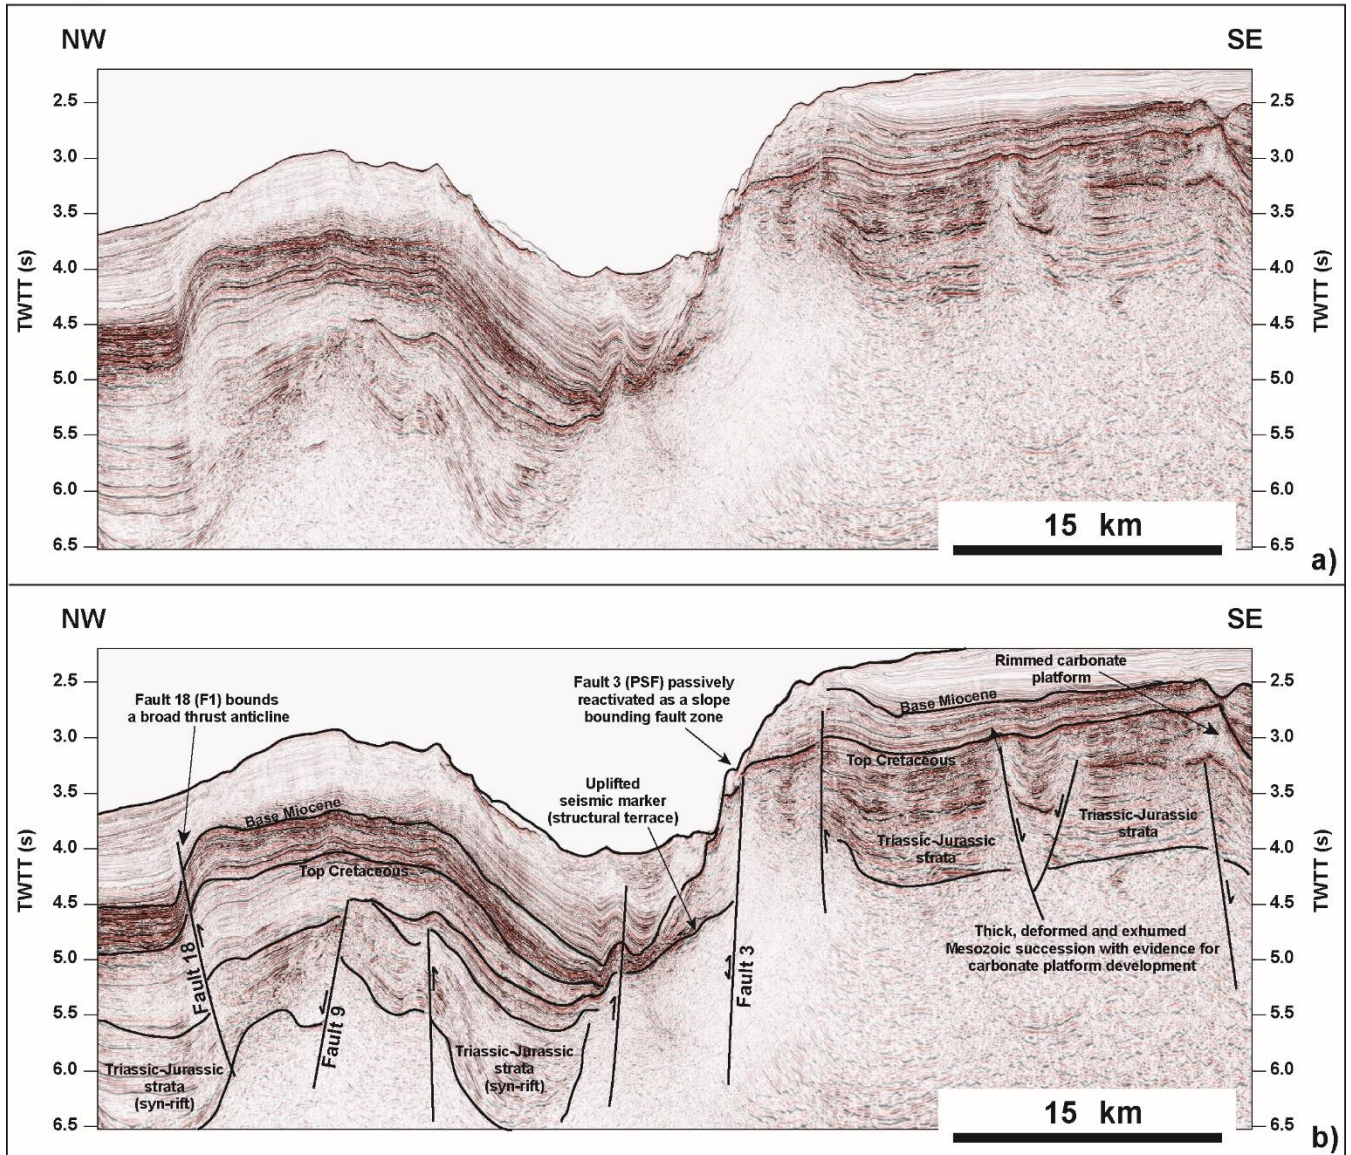 NW
SE
2.5
3.0
3.5
4.0
4.5
5.0
5.5
6.0
6.5
TWTT (s)
2.5
3.0
3.5
4.0
4.5
5.0
5.5
6.0
6.5
TWTT (s)
15 km
a)
NW
SE
2.5
3.0
3.5
4.0
4.5
5.0
5.5
6.0
6.5
TWTT (s)
2.5
3.0
3.5
4.0
4.5
5.0
5.5
6.0
6.5
TWTT (s)
Fault 18 (F1) bounds
a broad thrust anticline
Fault 3 (PSF) passively
reactivated as a slope
bounding fault zone
Rimmed carbonate
platform
Base Miocene
Top Cretaceous
Uplifted
seismic marker
(structural terrace)
Base Miocene
Top Cretaceous
Triassic-Jurassic
strata
Triassic-Jurassic
strata
Thick, deformed and exhumed
Mesozoic succession with evidence for
carbonate platform development
Fault 18
Fault 9
Fault 3
Triassic-Jurassic
strata
(syn-rift)
Triassic-Jurassic
strata
(syn-rift)
15 km
b)